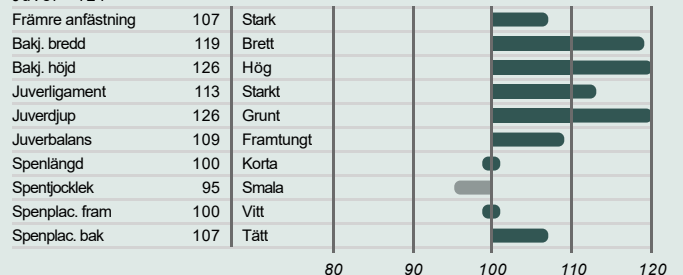 Främre anfästning 107 Stark
Bakj. bredd 119 Brett
Bakj. höjd 126 Hög
Juverligament 113 Starkt
Juverdjup 126 Grunt
Juverbalans 109 Framtungt
Spenlängd 100 Korta
Spentjocklek 95 Smala
Spenplac. fram 100 Vitt
Spenplac. bak 107 Tätt
80 90 100 110 120